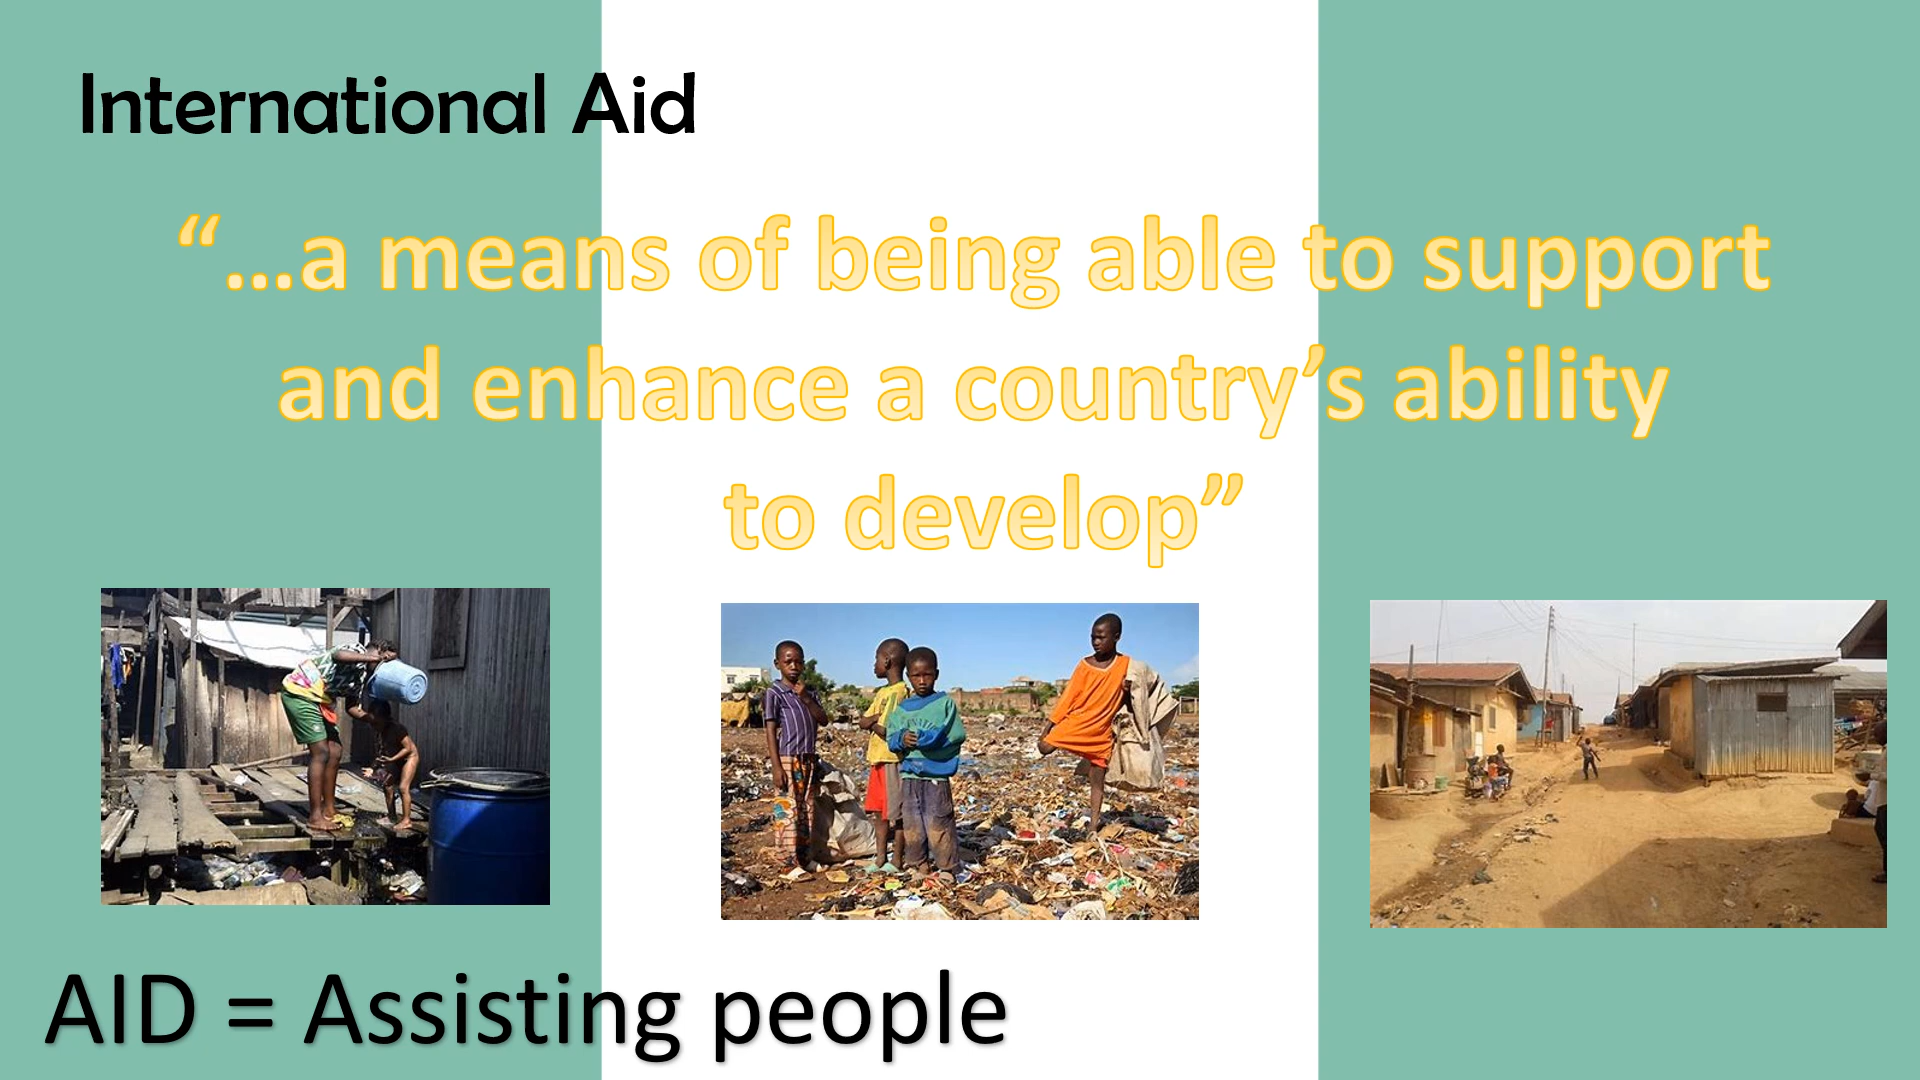 International Aid
“...a means of being able to support
and enhance a country’s ability
to develop”
AID = Assisting people